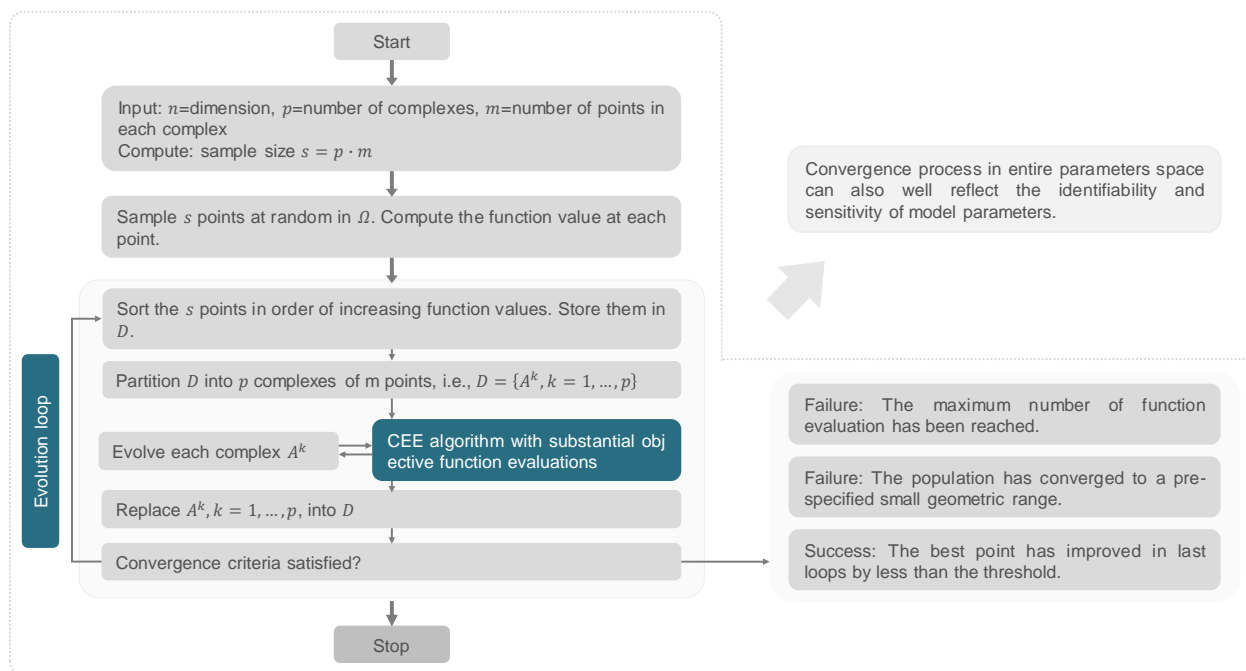 Start
Input: n=dimension, p=number of complexes, m=number of points in
each complex
Compute: sample size s = p · m
Sample s points at random in Ω. Compute the function value at each
point.
Sort the s points in order of increasing function values. Store them in
D.
Partition D into p complexes of m points, i.e., D = {A^k, k = 1, …, p}
Evolve each complex A^k
CEE algorithm with substantial obj
ective function evaluations
Replace A^k, k = 1, …, p, into D
Convergence criteria satisfied?
Stop
Evolution loop
Convergence process in entire parameters space
can also well reflect the identifiability and
sensitivity of model parameters.
Failure: The maximum number of function
evaluation has been reached.
Failure: The population has converged to a pre-
specified small geometric range.
Success: The best point has improved in last
loops by less than the threshold.